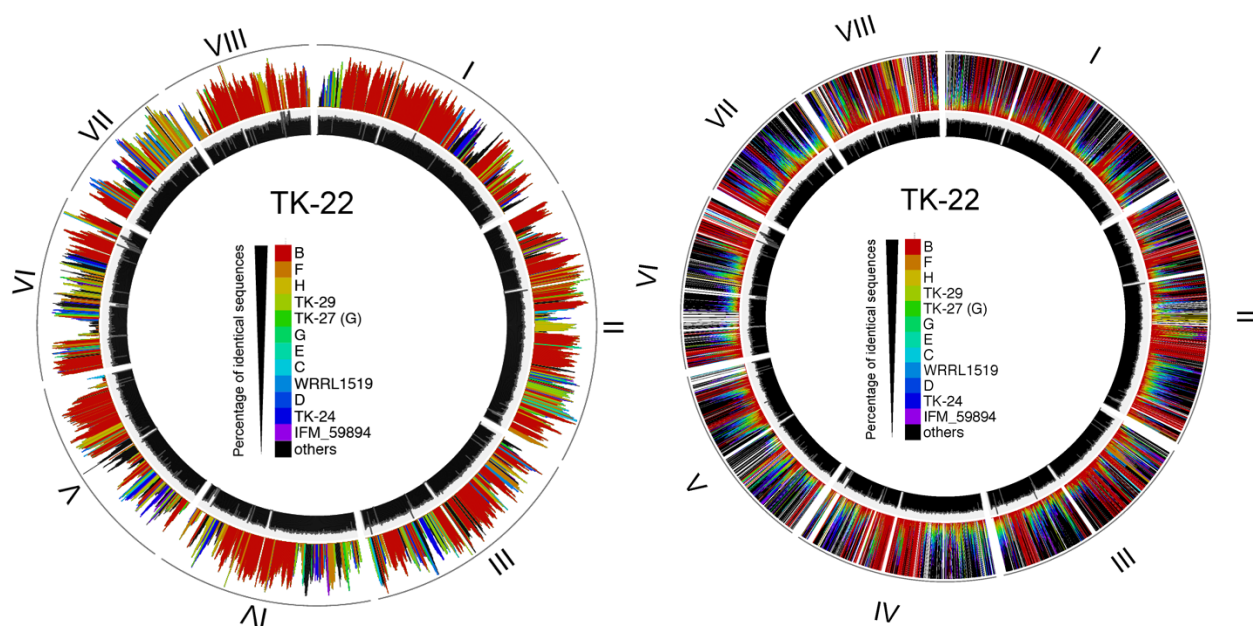 VIII
I
VII
VI
II
V
IV
III
TK-22
Percentage of identical sequences
B
F
H
TK-29
TK-27 (G)
G
E
C
WRRL1519
D
TK-24
IFM_59894
others
VIII
I
VII
VI
II
V
IV
III
TK-22
Percentage of identical sequences
B
F
H
TK-29
TK-27 (G)
G
E
C
WRRL1519
D
TK-24
IFM_59894
others